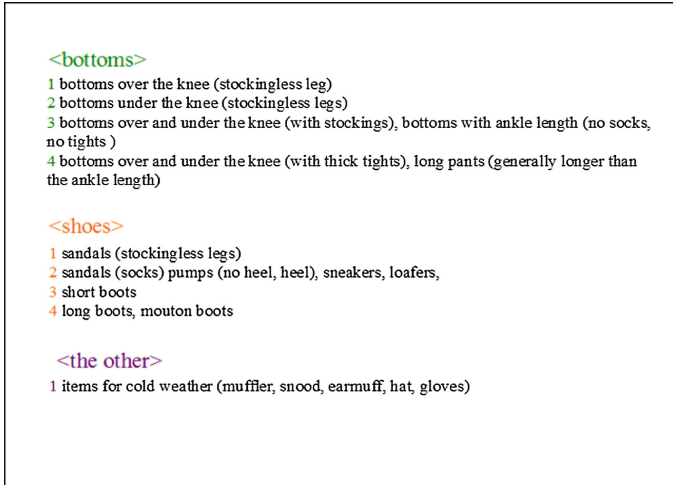 <bottoms>
1 bottoms over the knee (stockingless leg)
2 bottoms under the knee (stockingless legs)
3 bottoms over and under the knee (with stockings), bottoms with ankle length (no socks,
no tights )
4 bottoms over and under the knee (with thick tights), long pants (generally longer than
the ankle length)
<shoes>
1 sandals (stockingless legs)
2 sandals (socks) pumps (no heel, heel), sneakers, loafers,
3 short boots
4 long boots, mouton boots
<the other>
1 items for cold weather (muffler, snood, earmuff, hat, gloves)